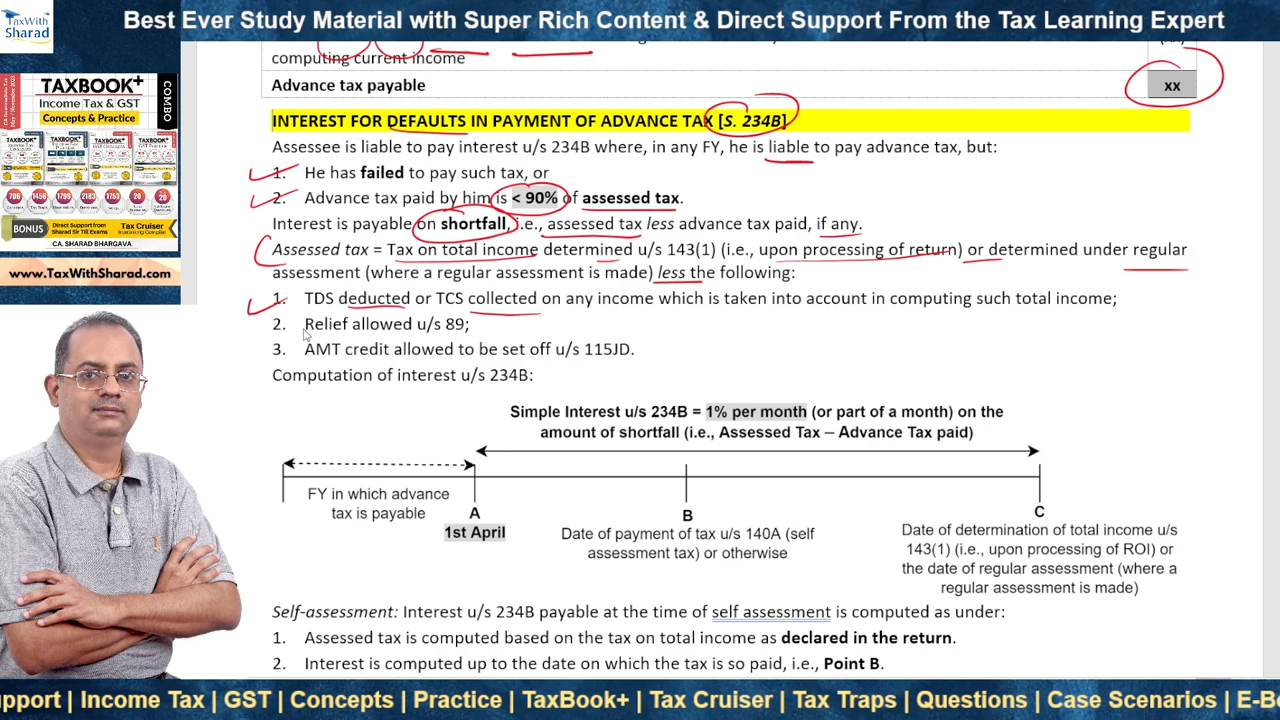 TaxWith
Sharad
Best Ever Study Material with Super Rich Content & Direct Support From the Tax Learning Expert
TAXBOOK+
Income Tax & GST
Concepts & Practice
COMBO
706
1456
1799
2183
1753
BONUS
Direct Support from
Sir Till Exams
Tax Cruiser
CA. SHARAD BHARGAVA
www.TaxWithSharad.com
computing current income
Advance tax payable xx
INTEREST FOR DEFAULTS IN PAYMENT OF ADVANCE TAX [S. 234B]
Assessee is liable to pay interest u/s 234B where, in any FY, he is liable to pay advance tax, but:
1. He has failed to pay such tax, or
2. Advance tax paid by him is < 90% of assessed tax.
Interest is payable on shortfall, i.e., assessed tax less advance tax paid, if any.
Assessed tax = Tax on total income determined u/s 143(1) (i.e., upon processing of return) or determined under regular
assessment (where a regular assessment is made) less the following:
1. TDS deducted or TCS collected on any income which is taken into account in computing such total income;
2. Relief allowed u/s 89;
3. AMT credit allowed to be set off u/s 115JD.
Computation of interest u/s 234B:
Simple Interest u/s 234B = 1% per month (or part of a month) on the
amount of shortfall (i.e., Assessed Tax – Advance Tax paid)
FY in which advance
tax is payable
A
1st April
B
Date of payment of tax u/s 140A (self
assessment tax) or otherwise
C
Date of determination of total income u/s
143(1) (i.e., upon processing of ROI) or
the date of regular assessment (where a
regular assessment is made)
Self-assessment: Interest u/s 234B payable at the time of self assessment is computed as under:
1. Assessed tax is computed based on the tax on total income as declared in the return.
2. Interest is computed up to the date on which the tax is so paid, i.e., Point B.
upport | Income Tax | GST | Concepts | Practice | TaxBook+ | Tax Cruiser | Tax Traps | Questions | Case Scenarios | E-B